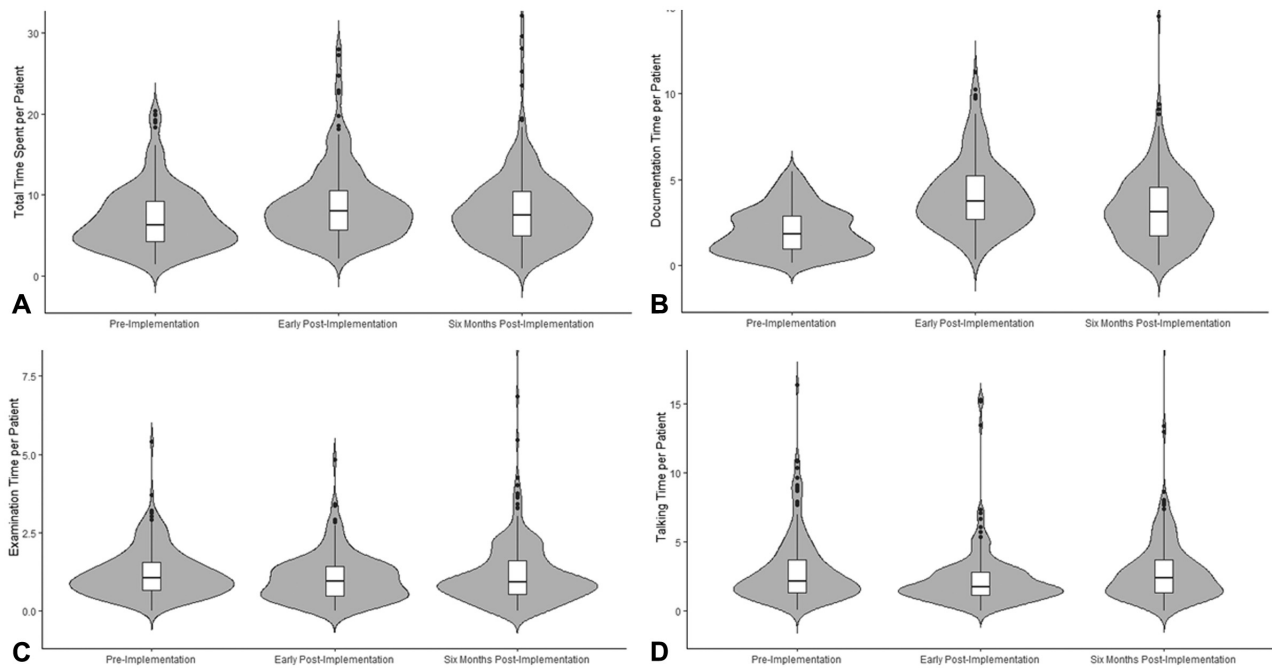 Total Time Spent per Patient
30
20
10
0
A
Pre-Implementation
Early Post-Implementation
Six Months Post-Implementation
Documentation Time per Patient
10
5
0
B
Pre-Implementation
Early Post-Implementation
Six Months Post-Implementation
Examination Time per Patient
7.5
5.0
2.5
0.0
C
Pre-Implementation
Early Post-Implementation
Six Months Post-Implementation
Talking Time per Patient
15
10
5
0
D
Pre-Implementation
Early Post-Implementation
Six Months Post-Implementation